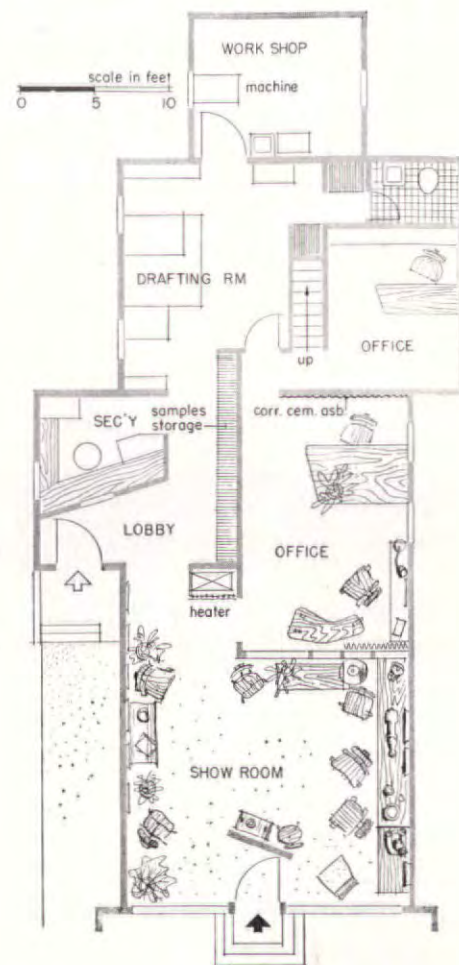 WORK SHOP
scale in feet
machine
0 5 10
DRAFTING RM
OFFICE
up
SEC'Y
samples
storage
corr. cem. asb.
LOBBY
OFFICE
heater
SHOW ROOM